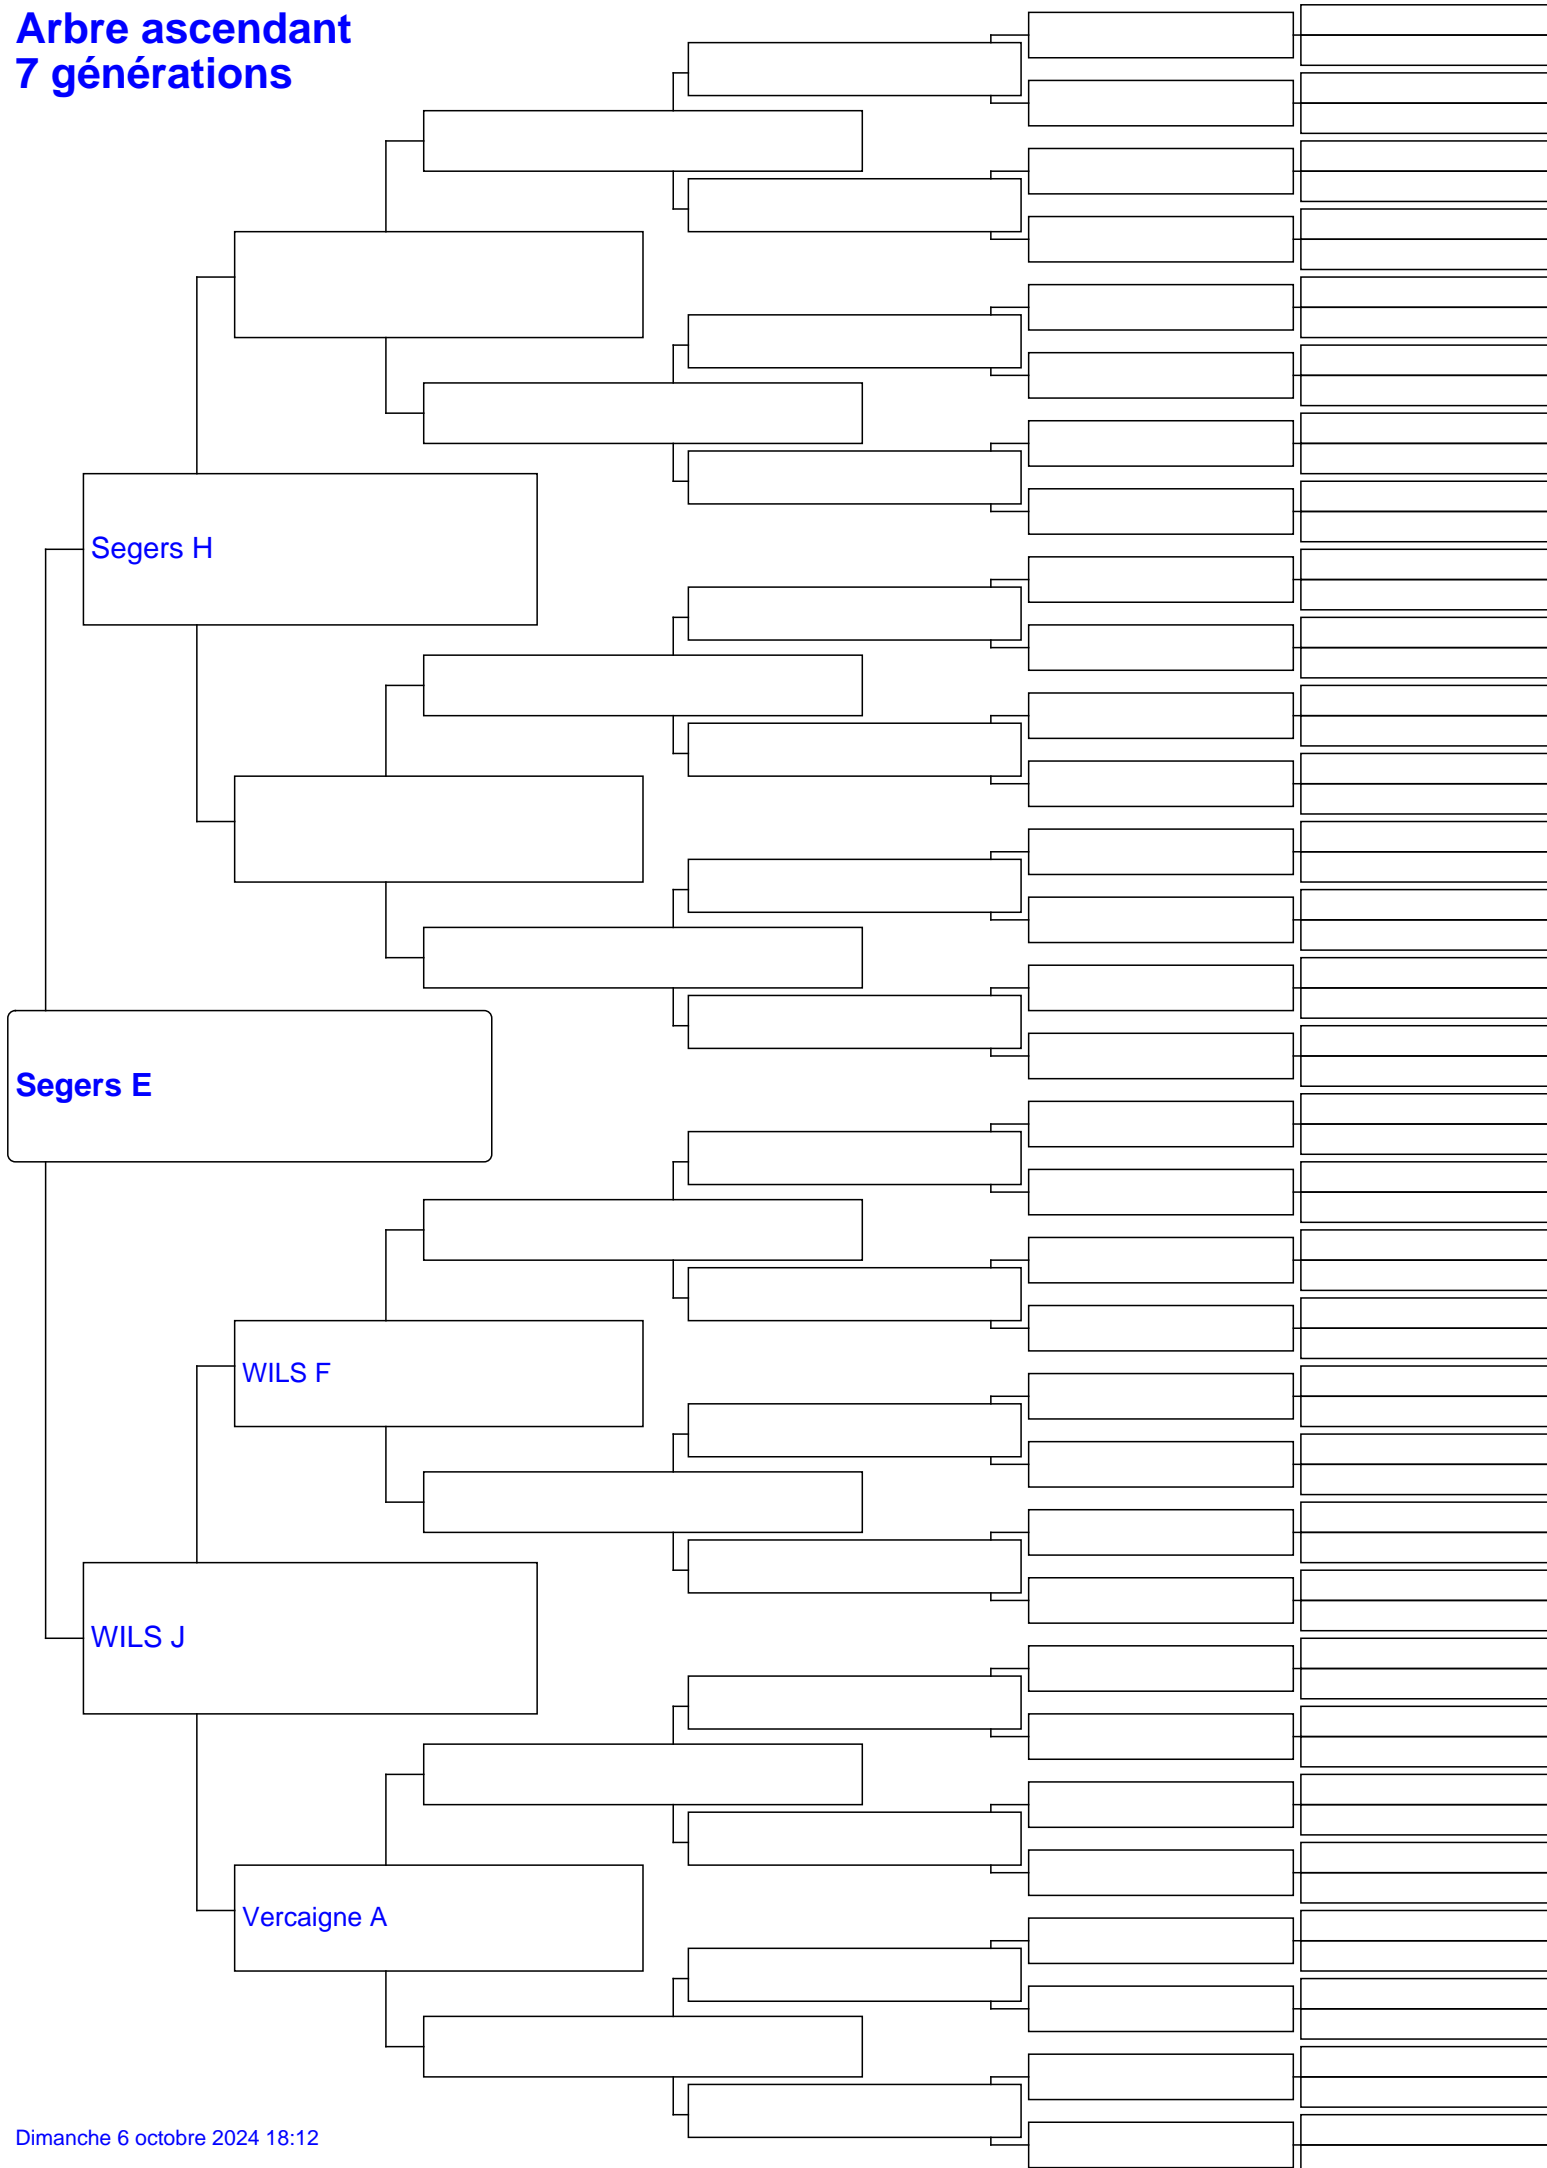 Arbre ascendant
7 générations
Segers H
Segers E
WILS F
WILS J
Vercaigne A
Dimanche 6 octobre 2024 18:12